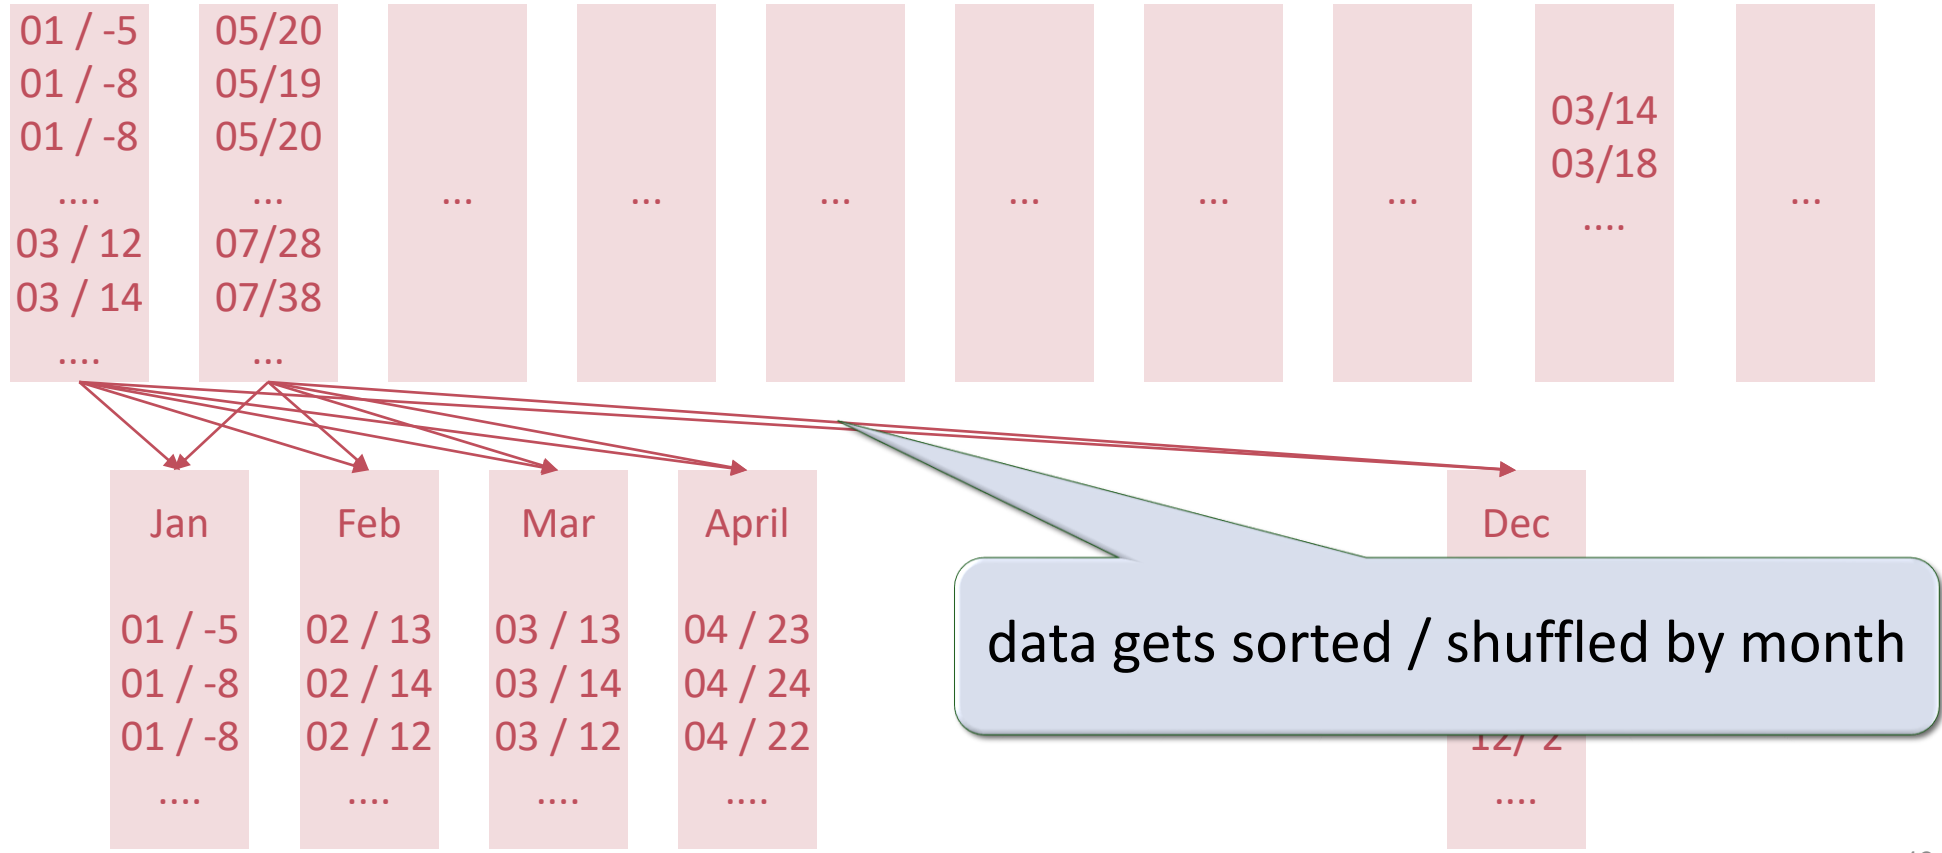 01 / -5
01 / -8
01 / -8
....
03 / 12
03 / 14
....
05/20
05/19
05/20
...
07/28
07/38
...
...
...
...
...
...
...
03/14
03/18
....
...
Jan
01 / -5
01 / -8
01 / -8
....
Feb
02 / 13
02 / 14
02 / 12
....
Mar
03 / 13
03 / 14
03 / 12
....
April
04 / 23
04 / 24
04 / 22
....
Dec
12/ 2
....
data gets sorted / shuffled by month